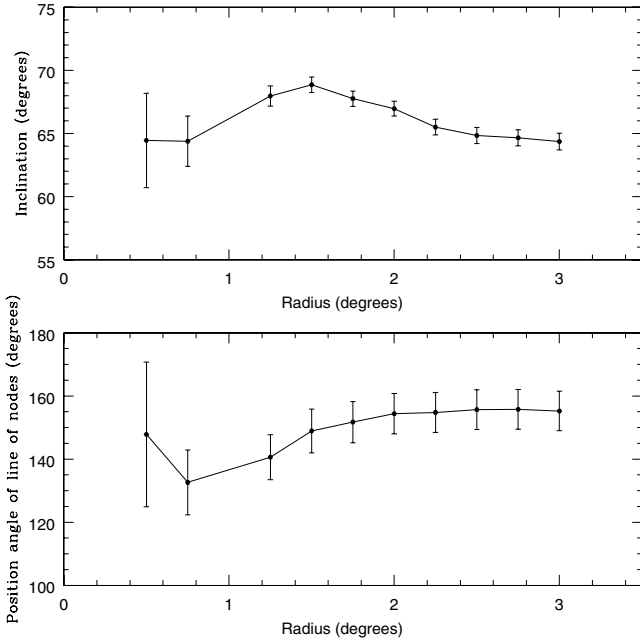 75
70
65
60
55
Inclination (degrees)
0 1 2 3
Radius (degrees)
180
160
140
120
100
Position angle of line of nodes (degrees)
0 1 2 3
Radius (degrees)